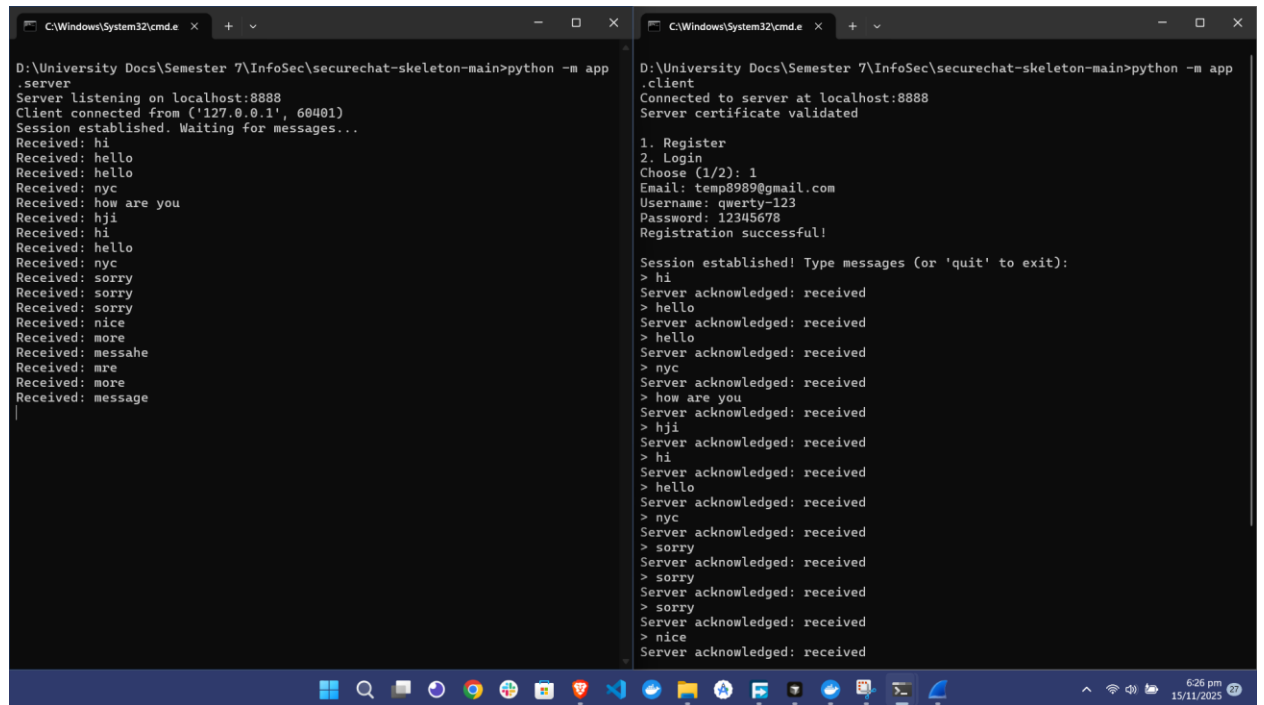 C:\Windows\System32\cmd.e
D:\University Docs\Semester 7\InfoSec\securechat-skeleton-main>python -m app
.server
Server listening on localhost:8888
Client connected from ('127.0.0.1', 60401)
Session established. Waiting for messages...
Received: hi
Received: hello
Received: hello
Received: nyc
Received: how are you
Received: hji
Received: hi
Received: hello
Received: nyc
Received: sorry
Received: sorry
Received: sorry
Received: nice
Received: more
Received: messahe
Received: mre
Received: more
Received: message
C:\Windows\System32\cmd.e
D:\University Docs\Semester 7\InfoSec\securechat-skeleton-main>python -m app
.client
Connected to server at localhost:8888
Server certificate validated
1. Register
2. Login
Choose (1/2): 1
Email: temp8989@gmail.com
Username: qwerty-123
Password: 12345678
Registration successful!
Session established! Type messages (or 'quit' to exit):
> hi
Server acknowledged: received
> hello
Server acknowledged: received
> hello
Server acknowledged: received
> nyc
Server acknowledged: received
> how are you
Server acknowledged: received
> hji
Server acknowledged: received
> hi
Server acknowledged: received
> hello
Server acknowledged: received
> nyc
Server acknowledged: received
> sorry
Server acknowledged: received
> sorry
Server acknowledged: received
> sorry
Server acknowledged: received
> nice
Server acknowledged: received
6:26 pm
15/11/2025
27